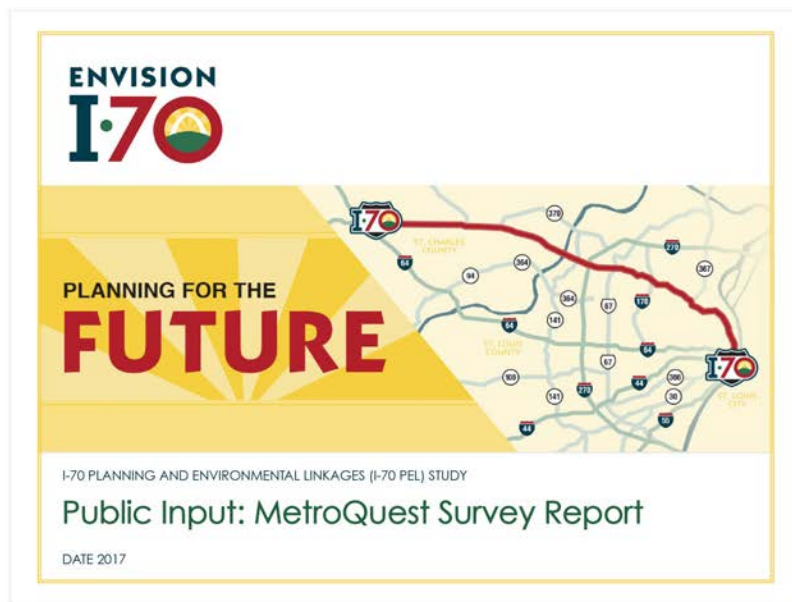 ENVISION
I·70
I·70
370
ST. CHARLES
COUNTY
64
94
364
270
367
364
67
170
141
64
ST. LOUIS
COUNTY
64
67
I·70
100
44
366
141
270
30
ST. LOUIS
CITY
55
44
PLANNING FOR THE
FUTURE
I-70 PLANNING AND ENVIRONMENTAL LINKAGES (I-70 PEL) STUDY
Public Input: MetroQuest Survey Report
DATE 2017